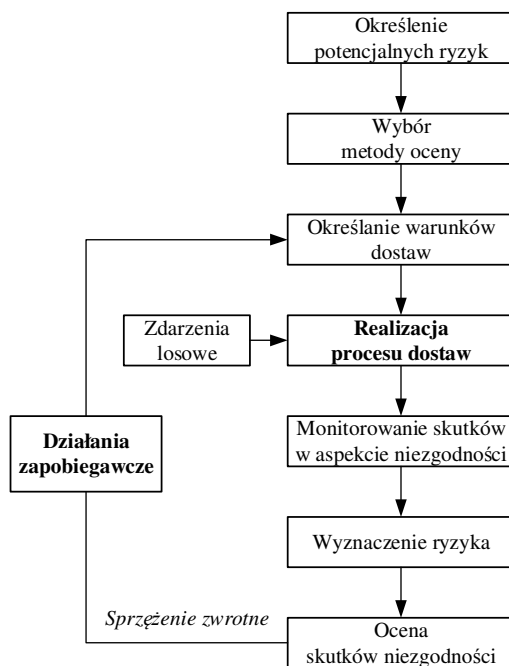 Określenie
potencjalnych ryzyk
Wybór
metody oceny
Określanie warunków
dostaw
Zdarzenia
losowe
Realizacja
procesu dostaw
Działania
zapobiegawcze
Monitorowanie skutków
w aspekcie niezgodności
Wyznaczenie ryzyka
Sprzężenie zwrotne
Ocena
skutków niezgodności